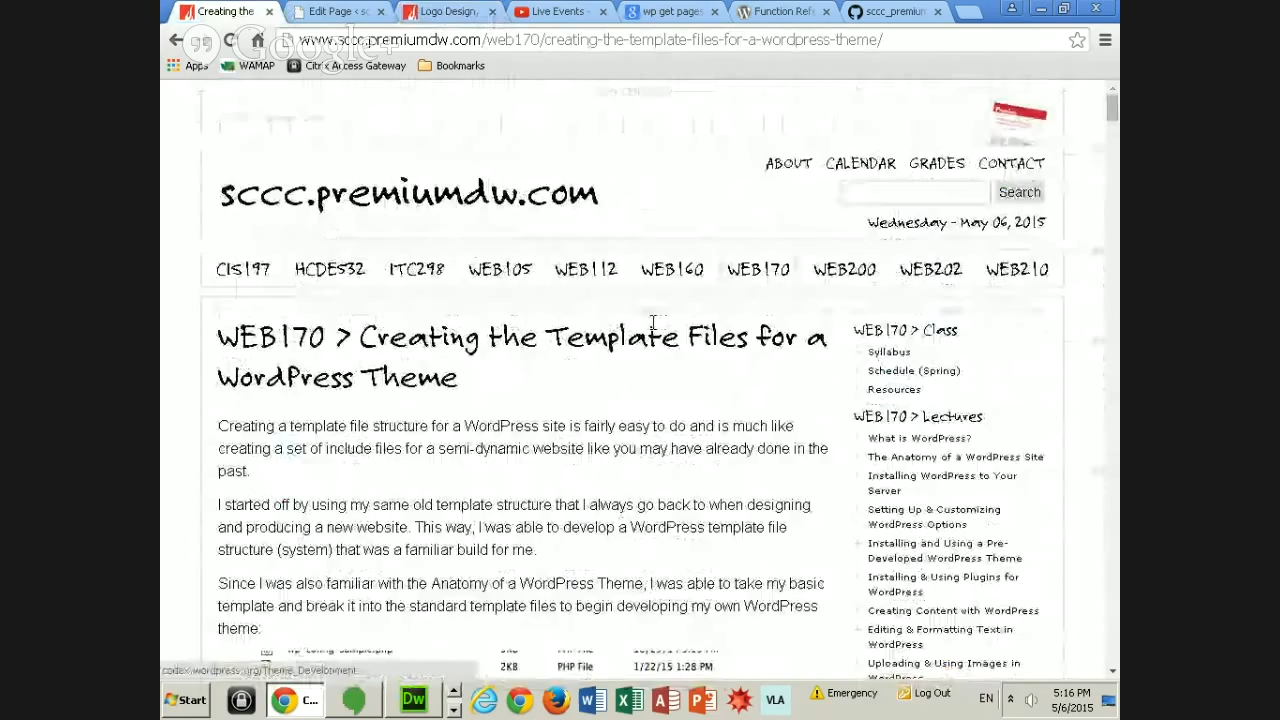 Creating the
Edit Page < sc
Logo Design,
Live Events -
wp get pages
Function Ref
sccc_premium
www.sccc.premiumdw.com/web170/creating-the-template-files-for-a-wordpress-theme/
Google+
Apps WAMAP Citrix Access Gateway Bookmarks
ABOUT CALENDAR GRADES CONTACT
sccc.premiumdw.com
Search
Wednesday - May 06, 2015
CIS197 HCDE532 ITC298 WEB105 WEB112 WEB160 WEB170 WEB200 WEB202 WEB210
WEB170 > Creating the Template Files for a
WordPress Theme
Creating a template file structure for a WordPress site is fairly easy to do and is much like
creating a set of include files for a semi-dynamic website like you may have already done in the
past.
I started off by using my same old template structure that I always go back to when designing
and producing a new website. This way, I was able to develop a WordPress template file
structure (system) that was a familiar build for me.
Since I was also familiar with the Anatomy of a WordPress Theme, I was able to take my basic
template and break it into the standard template files to begin developing my own WordPress
theme:
2KB PHP File 1/22/15 1:28 PM
WEB170 > Class
Syllabus
Schedule (Spring)
Resources
WEB170 > Lectures
What is WordPress?
The Anatomy of a WordPress Site
Installing WordPress to Your
Server
Setting Up & Customizing
WordPress Options
Installing and Using a Pre-
Developed WordPress Theme
Installing & Using Plugins for
WordPress
Creating Content with WordPress
Editing & Formatting Text in
WordPress
Uploading & Using Images in
codex.wordpress.org/Theme_Development
Start C... Dw VLA Emergency Log Out EN 5:16 PM
5/6/2015